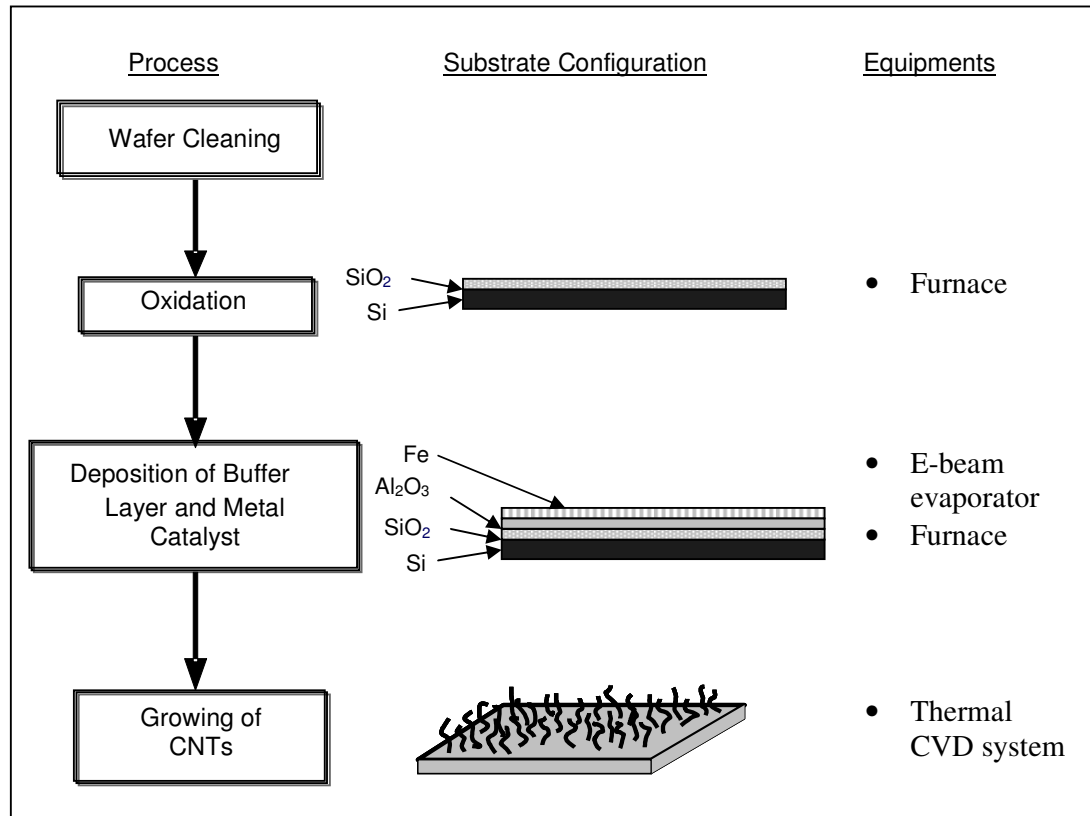 Process
Substrate Configuration
Equipments
Wafer Cleaning
Oxidation
SiO2
Si
• Furnace
Deposition of Buffer
Layer and Metal
Catalyst
Fe
Al2O3
SiO2
Si
• E-beam
evaporator
• Furnace
Growing of
CNTs
• Thermal
CVD system